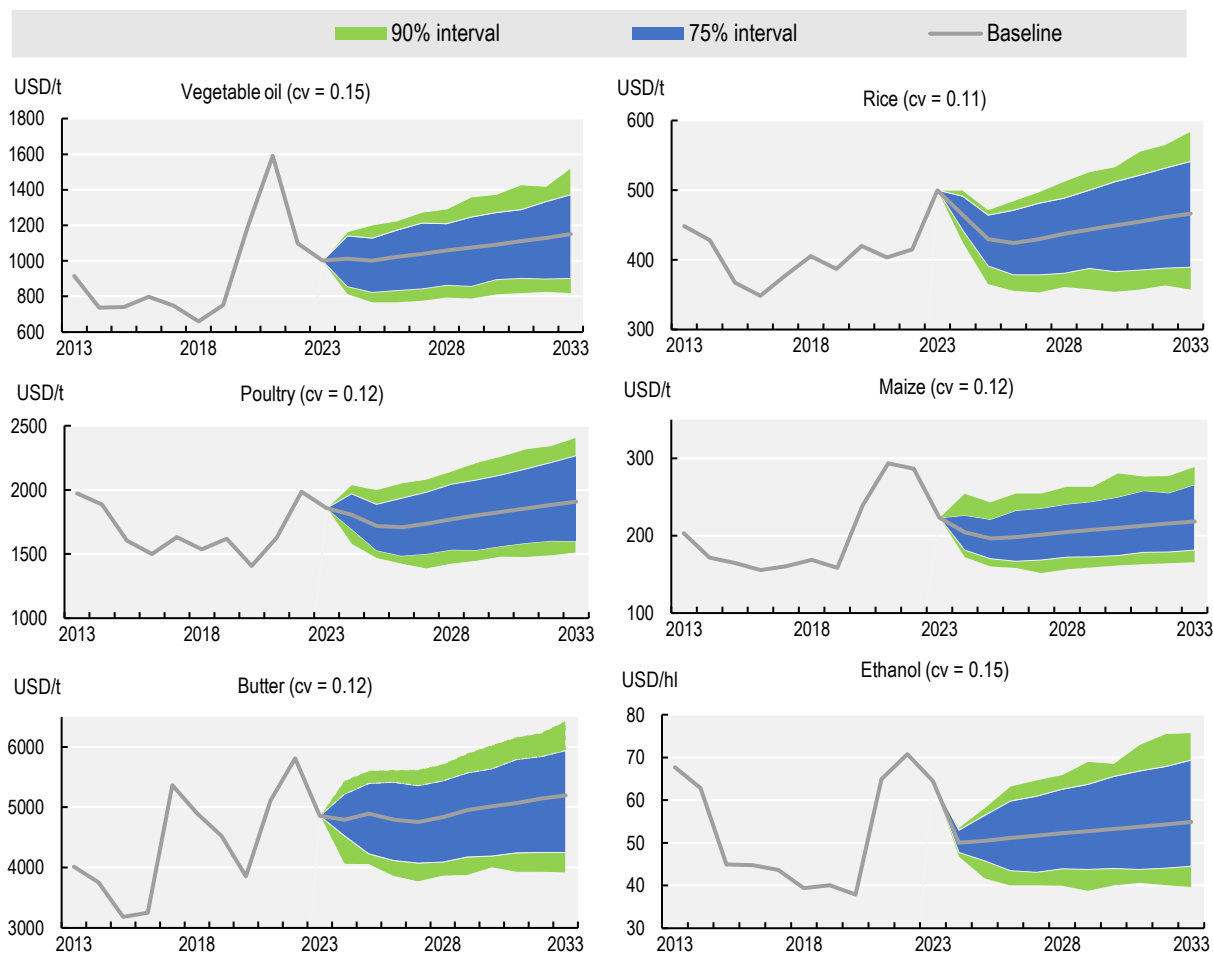 90% interval 75% interval Baseline
USD/t
Vegetable oil (cv = 0.15)
1800
1600
1400
1200
1000
800
600
2013 2018 2023 2028 2033
USD/t
Rice (cv = 0.11)
600
500
400
300
2013 2018 2023 2028 2033
USD/t
Poultry (cv = 0.12)
2500
2000
1500
1000
2013 2018 2023 2028 2033
USD/t
Maize (cv = 0.12)
300
200
100
2013 2018 2023 2028 2033
USD/t
Butter (cv = 0.12)
6000
5000
4000
3000
2013 2018 2023 2028 2033
USD/hl
Ethanol (cv = 0.15)
80
70
60
50
40
30
2013 2018 2023 2028 2033